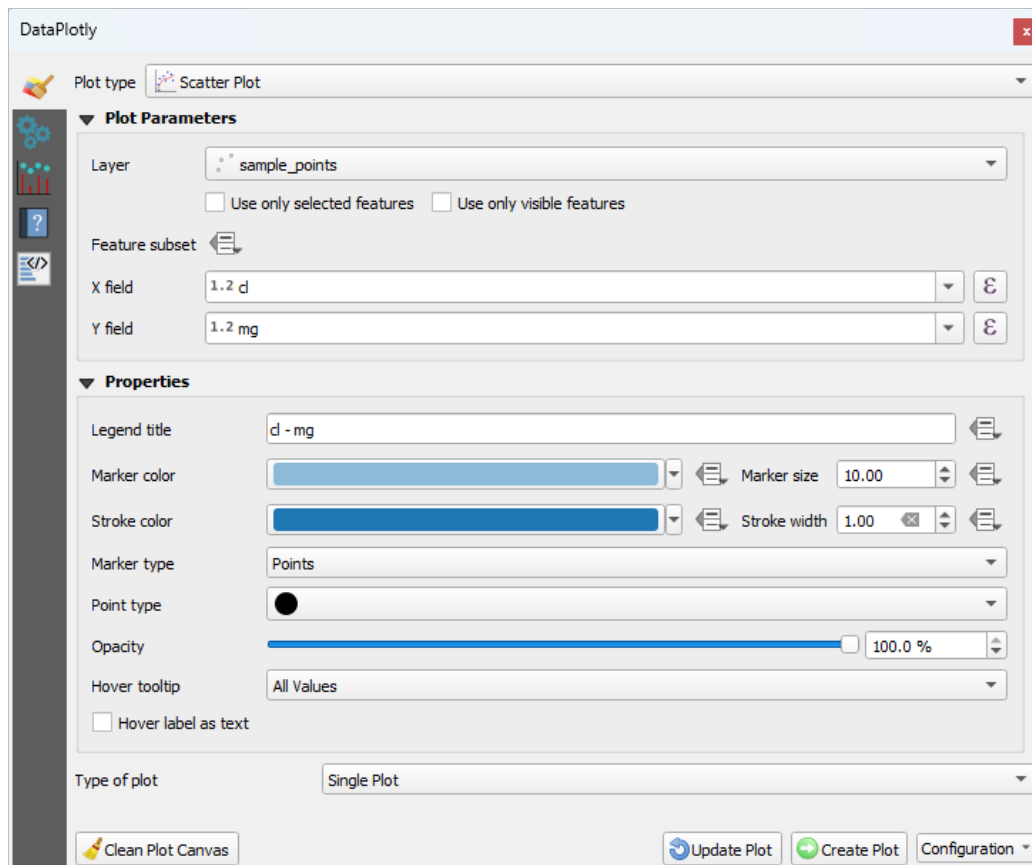 DataPlotly
x
Plot type Scatter Plot
Plot Parameters
Layer sample_points
Use only selected features Use only visible features
Feature subset
X field 1.2 cl ε
Y field 1.2 mg ε
Properties
Legend title cl - mg
Marker color Marker size 10.00
Stroke color Stroke width 1.00
Marker type Points
Point type
Opacity 100.0 %
Hover tooltip All Values
Hover label as text
Type of plot Single Plot
Clean Plot Canvas Update Plot Create Plot Configuration